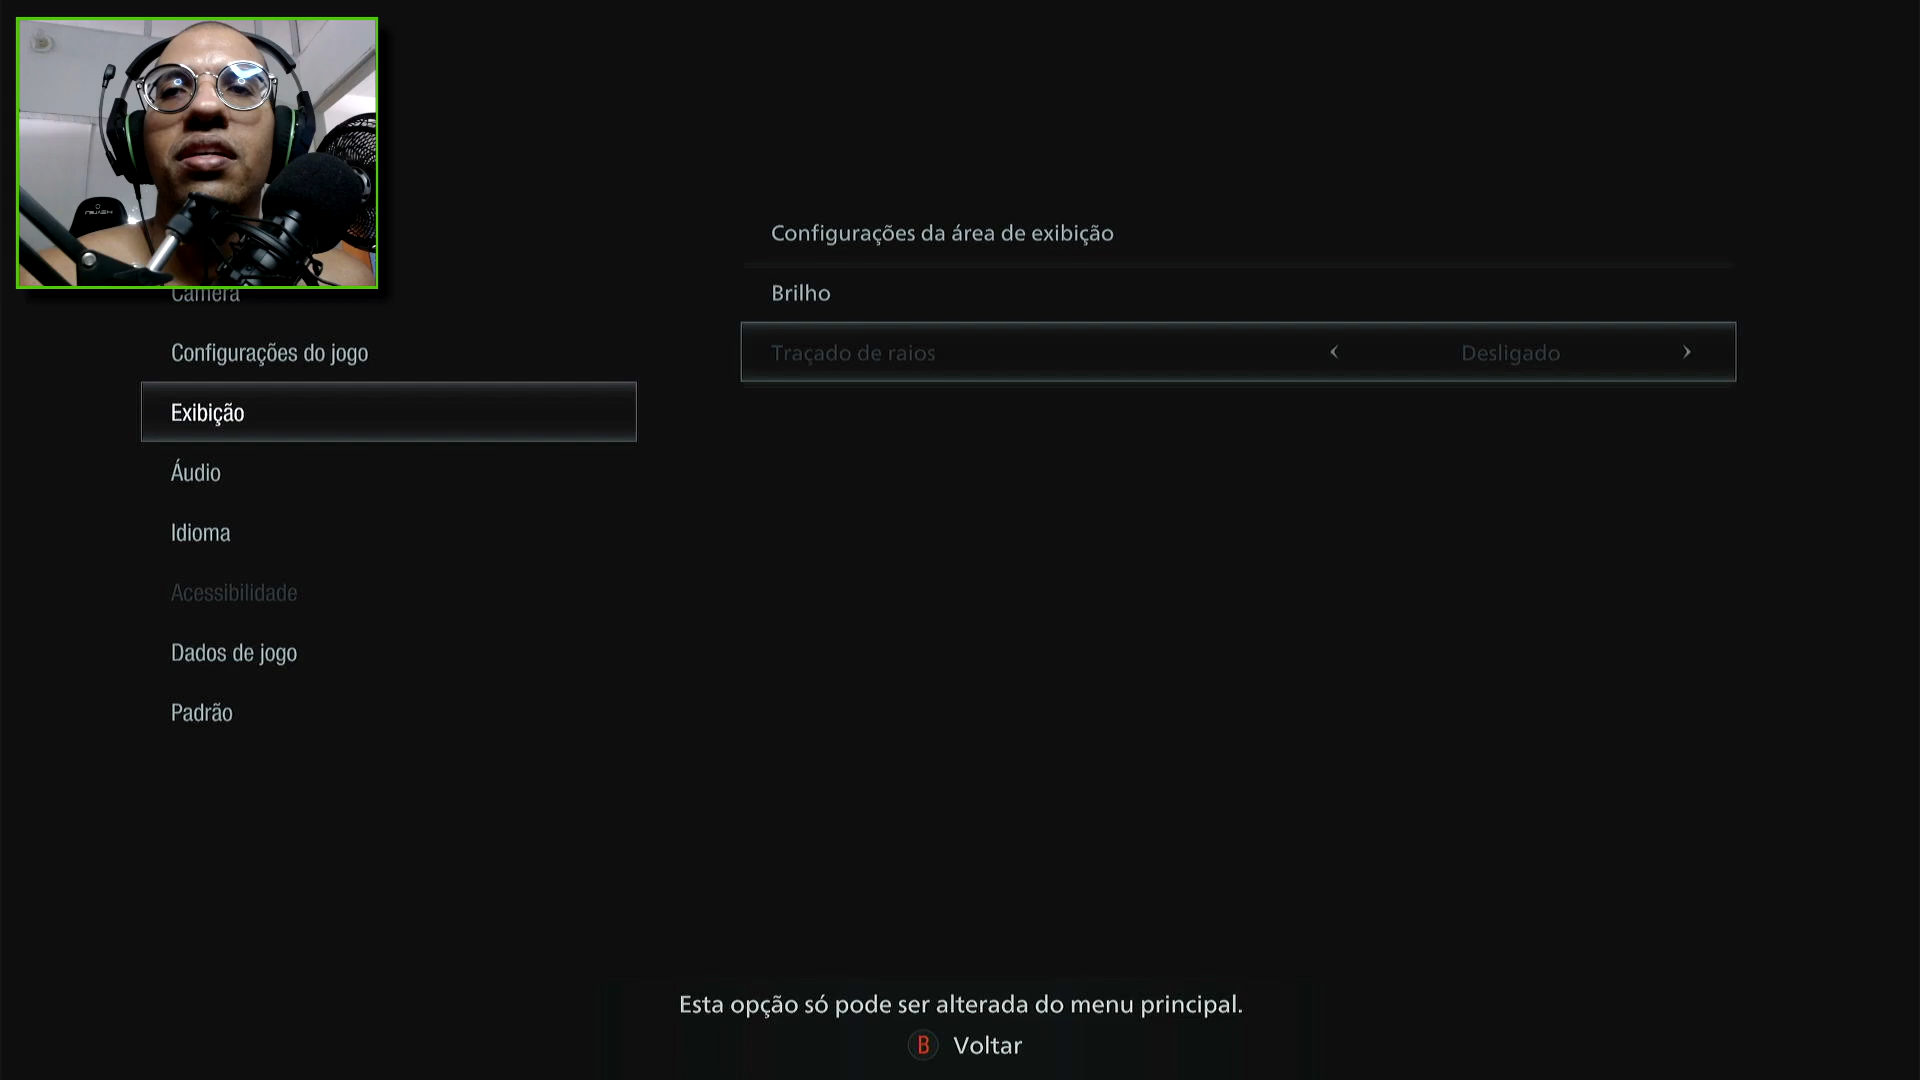 Câmera
Configurações do jogo
Exibição
Áudio
Idioma
Acessibilidade
Dados de jogo
Padrão
Configurações da área de exibição
Brilho
Traçado de raios
Desligado
Esta opção só pode ser alterada do menu principal.
B Voltar